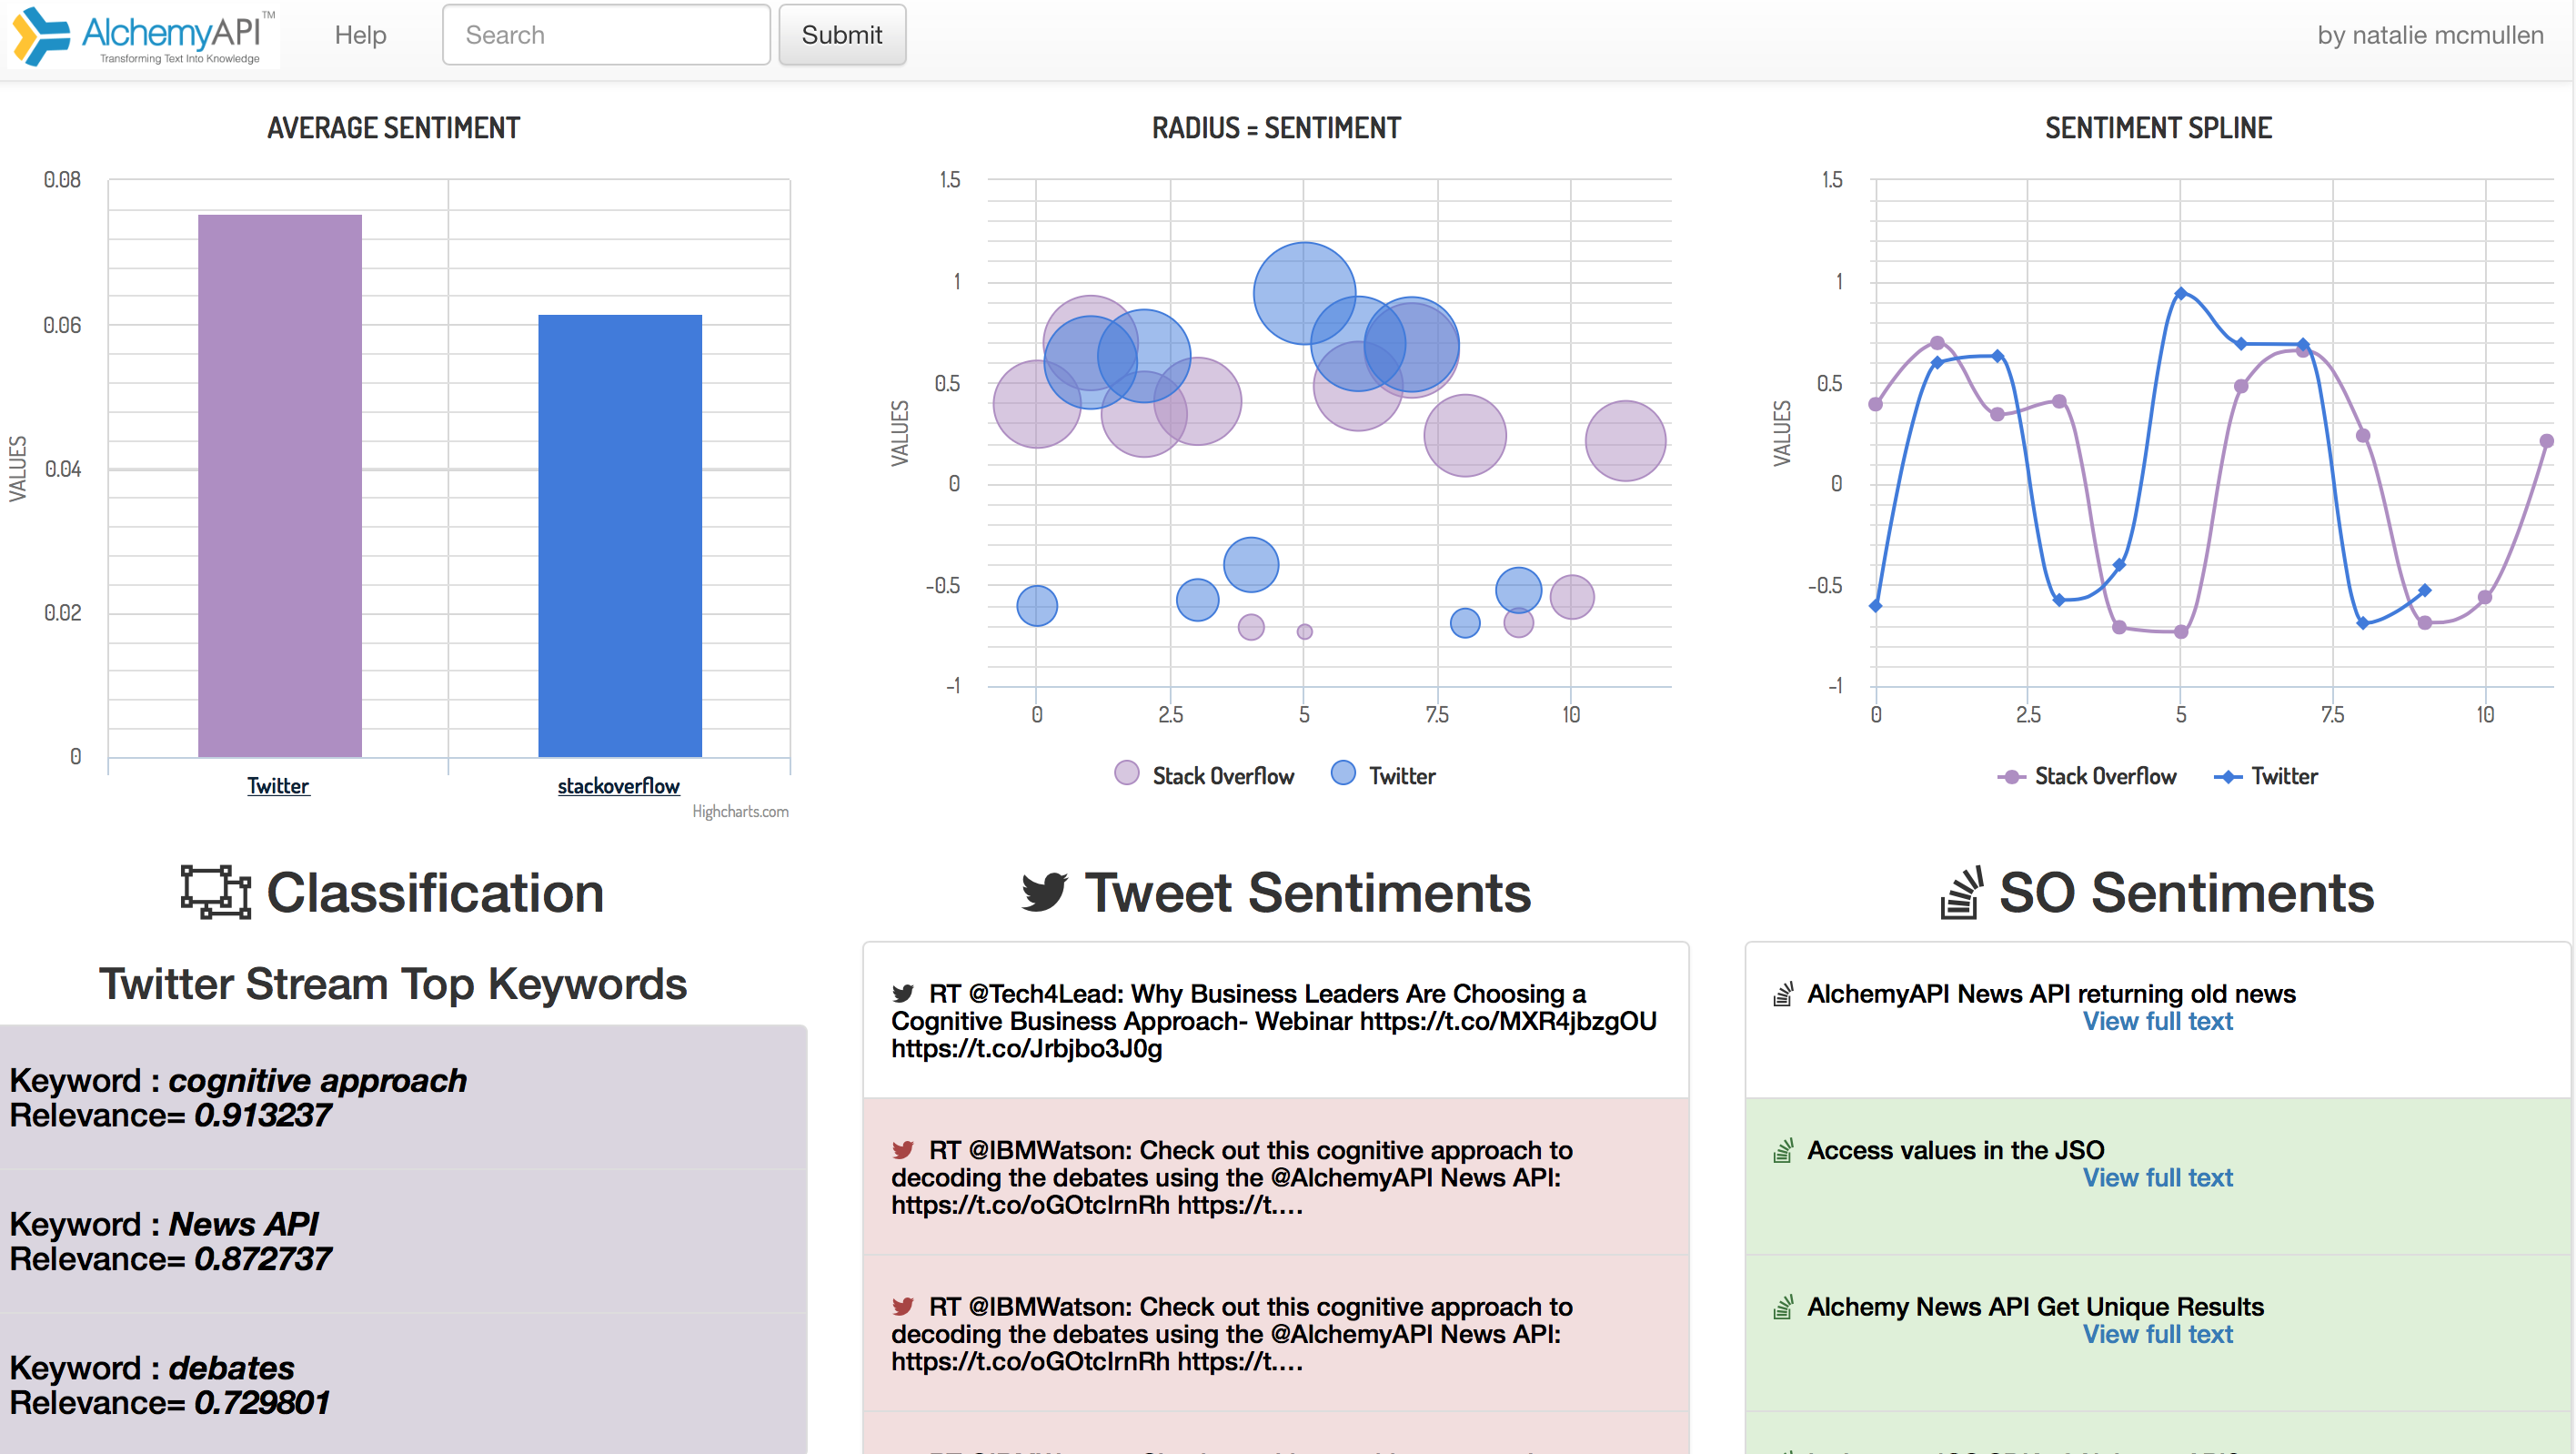 AlchemyAPI™
Transforming Text Into Knowledge
Help
Search
Submit
by natalie mcmullen
AVERAGE SENTIMENT
VALUES
0.08
0.06
0.04
0.02
0
Twitter
stackoverflow
Highcharts.com
RADIUS = SENTIMENT
VALUES
1.5
1
0.5
0
-0.5
-1
0
2.5
5
7.5
10
Stack Overflow
Twitter
SENTIMENT SPLINE
VALUES
1.5
1
0.5
0
-0.5
-1
0
2.5
5
7.5
10
Stack Overflow
Twitter
Classification
Twitter Stream Top Keywords
Keyword : cognitive approach
Relevance= 0.913237
Keyword : News API
Relevance= 0.872737
Keyword : debates
Relevance= 0.729801
Tweet Sentiments
RT @Tech4Lead: Why Business Leaders Are Choosing a
Cognitive Business Approach- Webinar https://t.co/MXR4jbzgOU
https://t.co/Jrbjbo3J0g
RT @IBMWatson: Check out this cognitive approach to
decoding the debates using the @AlchemyAPI News API:
https://t.co/oGOtcIrnRh https://t.…
RT @IBMWatson: Check out this cognitive approach to
decoding the debates using the @AlchemyAPI News API:
https://t.co/oGOtcIrnRh https://t.…
SO Sentiments
AlchemyAPI News API returning old news
View full text
Access values in the JSO
View full text
Alchemy News API Get Unique Results
View full text